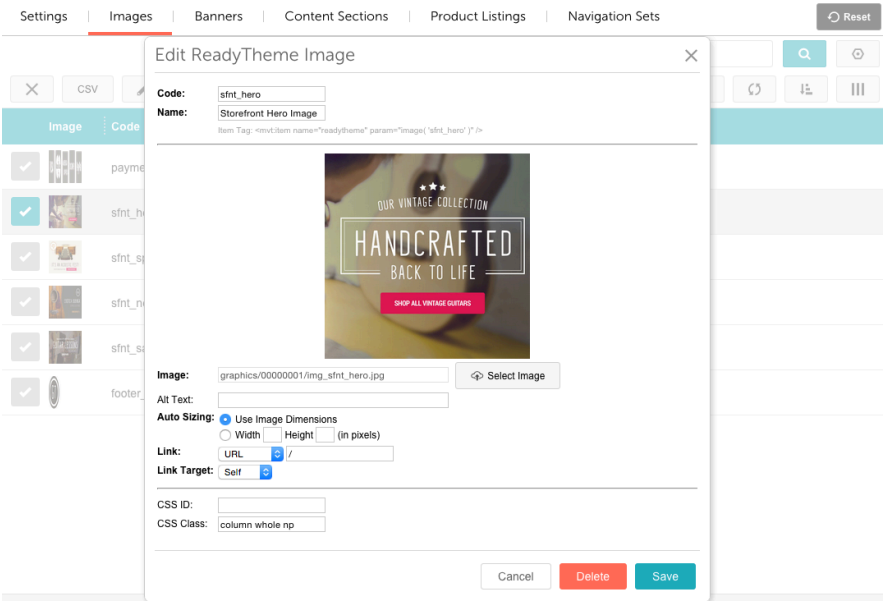 Settings Images Banners Content Sections Product Listings Navigation Sets Reset
Edit ReadyTheme Image
CSV
Code: sfnt_hero
Name: Storefront Hero Image
Item Tag: <mvt:item name="readytheme" param="image( 'sfnt_hero' )" />
Image Code
payme
sfnt_h
sfnt_s
sfnt_n
sfnt_s
footer_
OUR VINTAGE COLLECTION
HANDCRAFTED
BACK TO LIFE
SHOP ALL VINTAGE GUITARS
Image: graphics/00000001/img_sfnt_hero.jpg Select Image
Alt Text:
Auto Sizing: Use Image Dimensions
Width Height (in pixels)
Link: URL /
Link Target: Self
CSS ID:
CSS Class: column whole np
Cancel Delete Save